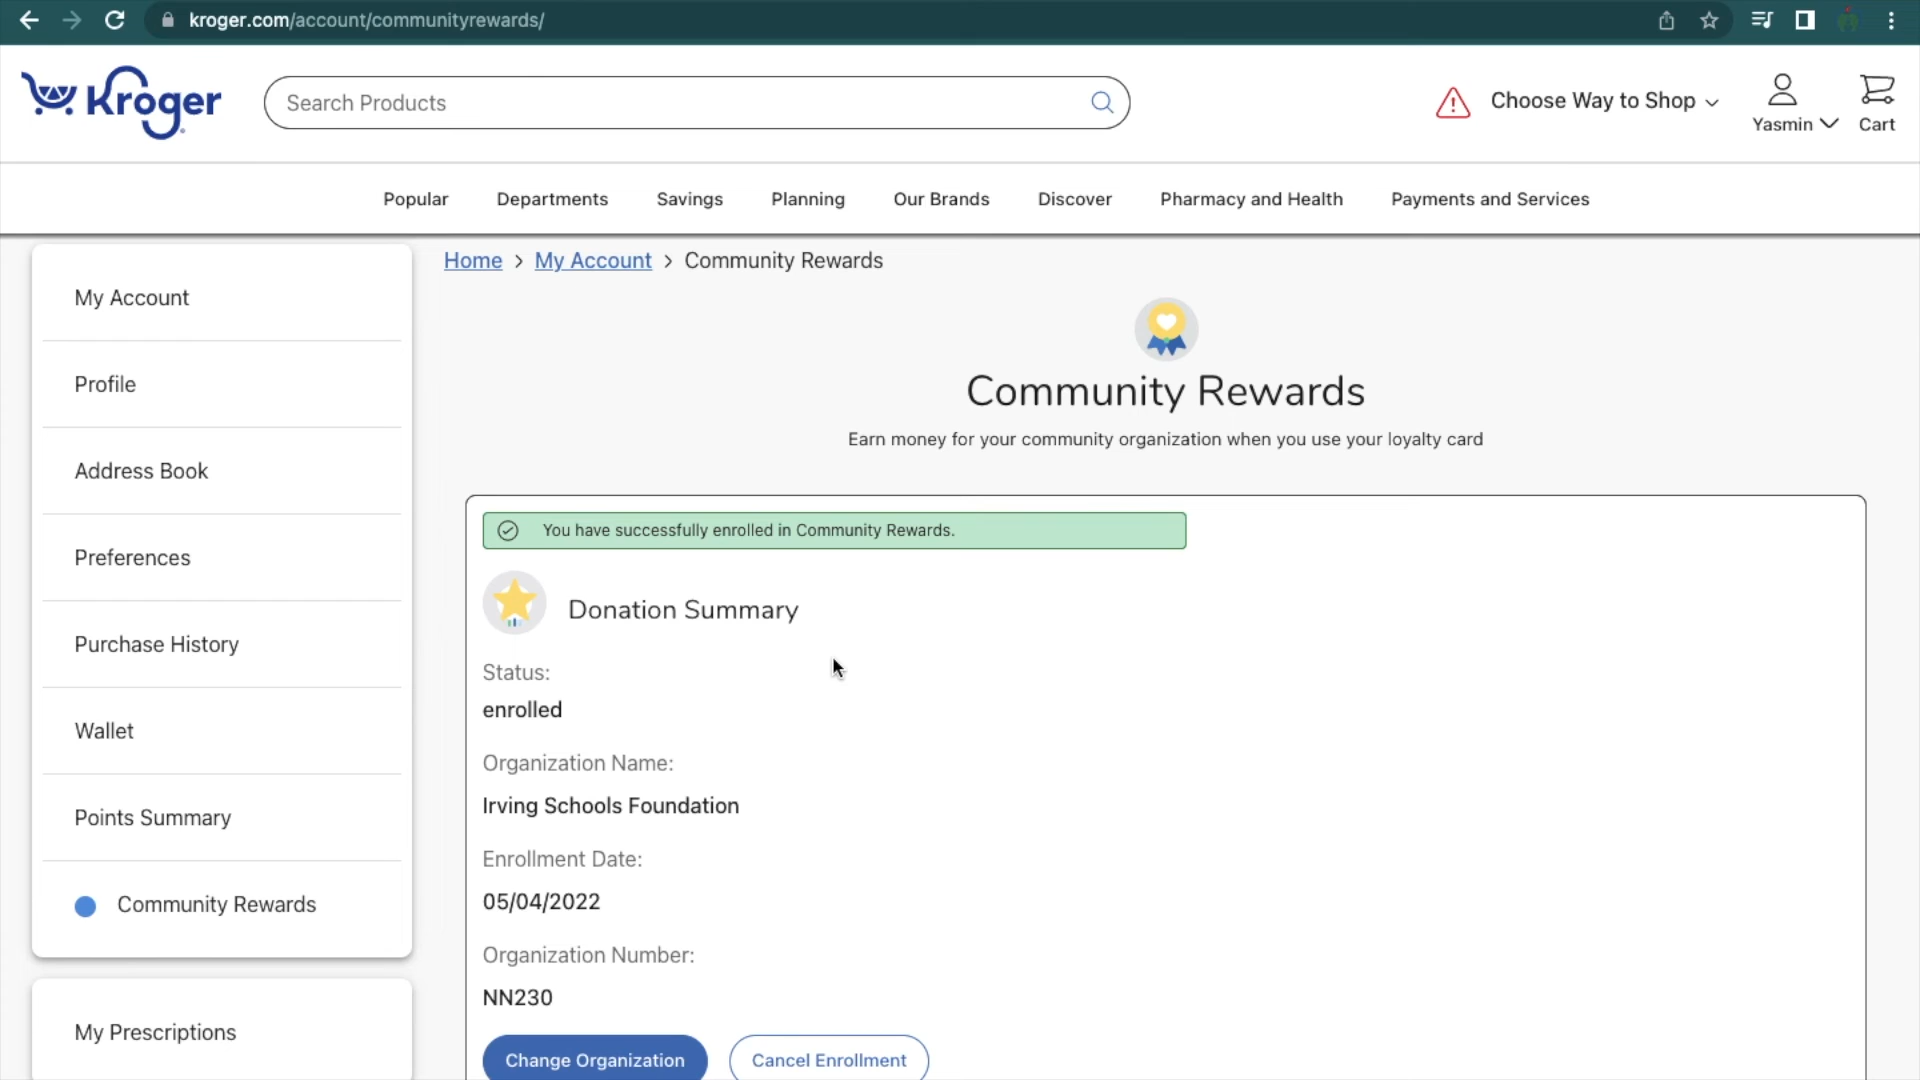 kroger.com/account/communityrewards/
Kroger
Search Products
Choose Way to Shop
Yasmin
Cart
Popular Departments Savings Planning Our Brands Discover Pharmacy and Health Payments and Services
My Account
Profile
Address Book
Preferences
Purchase History
Wallet
Points Summary
Community Rewards
My Prescriptions
Home > My Account > Community Rewards
Community Rewards
Earn money for your community organization when you use your loyalty card
You have successfully enrolled in Community Rewards.
Donation Summary
Status:
enrolled
Organization Name:
Irving Schools Foundation
Enrollment Date:
05/04/2022
Organization Number:
NN230
Change Organization
Cancel Enrollment